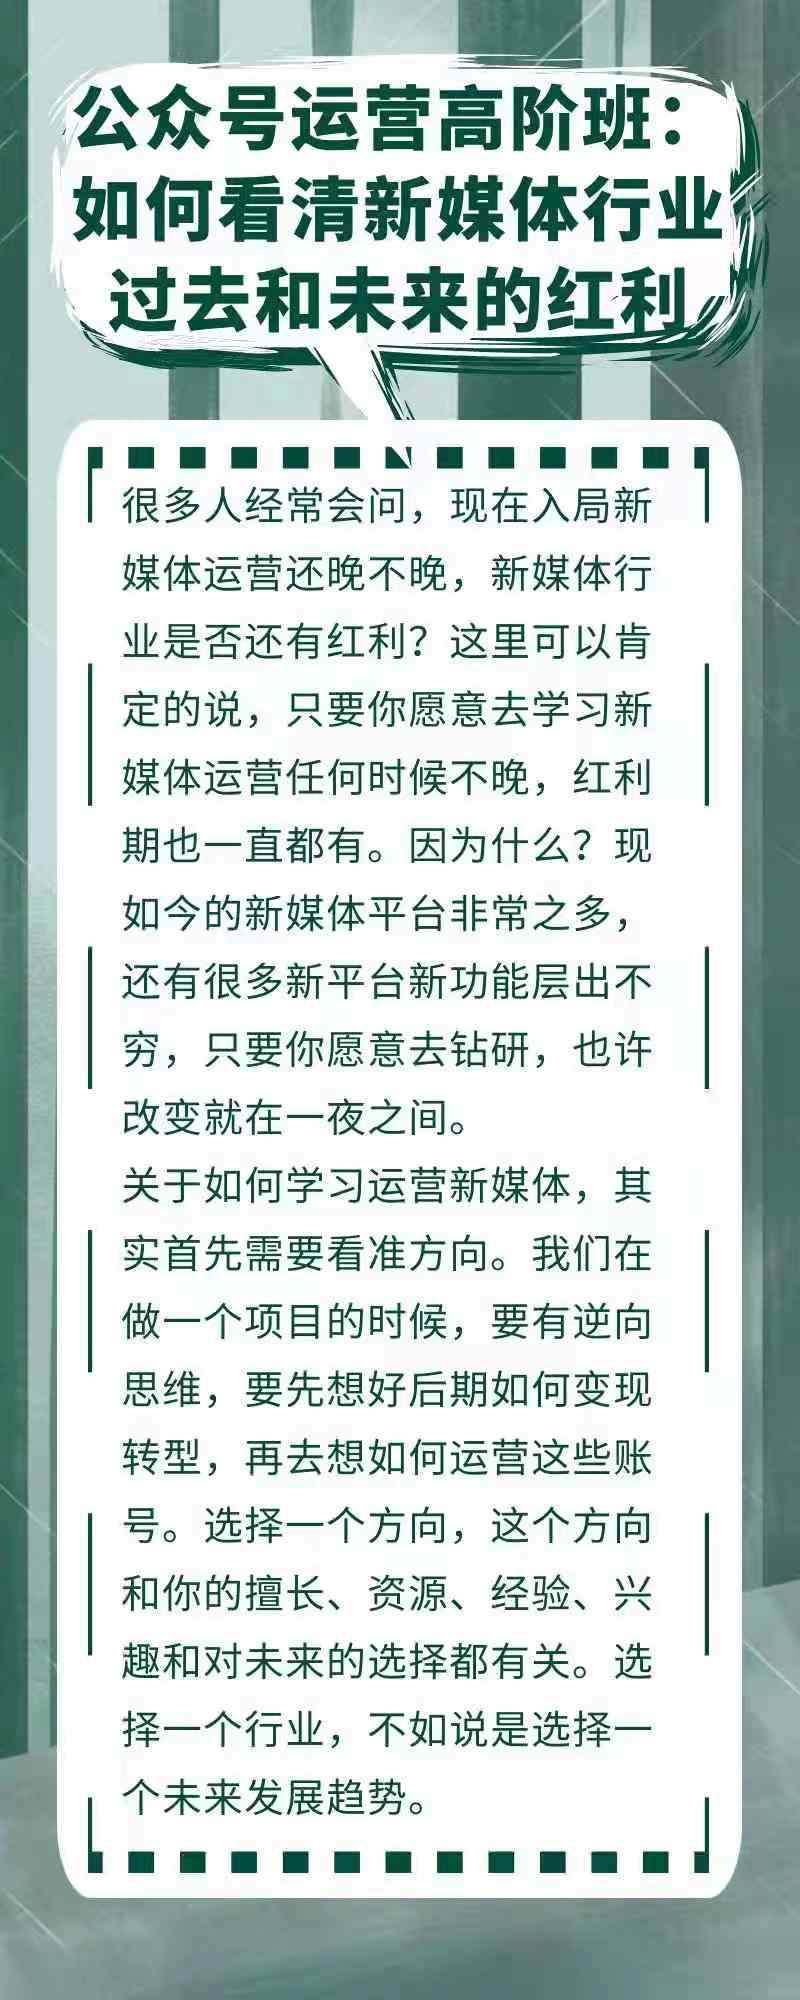 公众号运营高阶班：
如何看清新媒体行业
过去和未来的红利
很多人经常会问，现在入局新
媒体运营还晚不晚，新媒体行
业是否还有红利？这里可以肯
定的说，只要你愿意去学习新
媒体运营任何时候不晚，红利
期也一直都有。因为什么？现
如今的新媒体平台非常之多，
还有很多新平台新功能层出不
穷，只要你愿意去钻研，也许
改变就在一夜之间。
关于如何学习运营新媒体，其
实首先需要看准方向。我们在
做一个项目的时候，要有逆向
思维，要先想好后期如何变现
转型，再去想如何运营这些账
号。选择一个方向，这个方向
和你的擅长、资源、经验、兴
趣和对未来的选择都有关。选
择一个行业，不如说是选择一
个未来发展趋势。